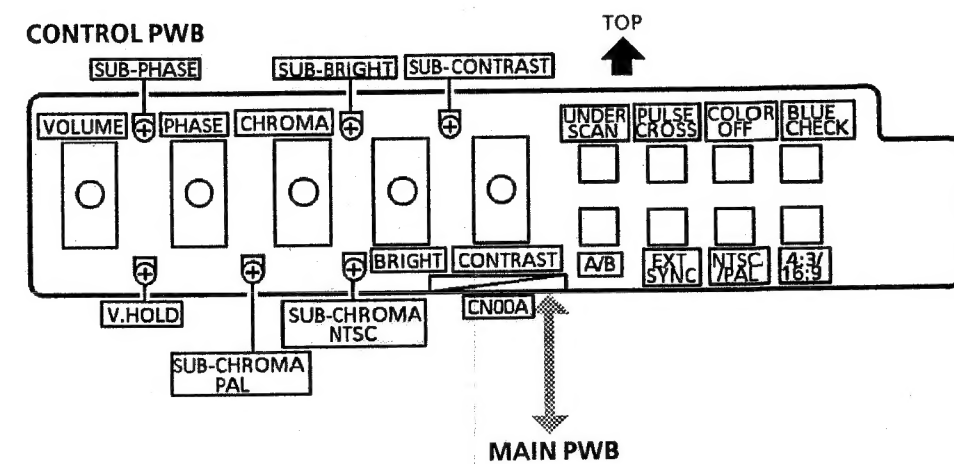 CONTROL PWB
TOP
SUB-PHASE
SUB-BRIGHT
SUB-CONTRAST
VOLUME
PHASE
CHROMA
UNDER
SCAN
PULSE
CROSS
COLOR
OFF
BLUE
CHECK
BRIGHT
CONTRAST
A/B
EXT
SYNC
NTSC
/PAL
4:3/
16:9
V.HOLD
SUB-CHROMA
NTSC
CN00A
SUB-CHROMA
PAL
MAIN PWB